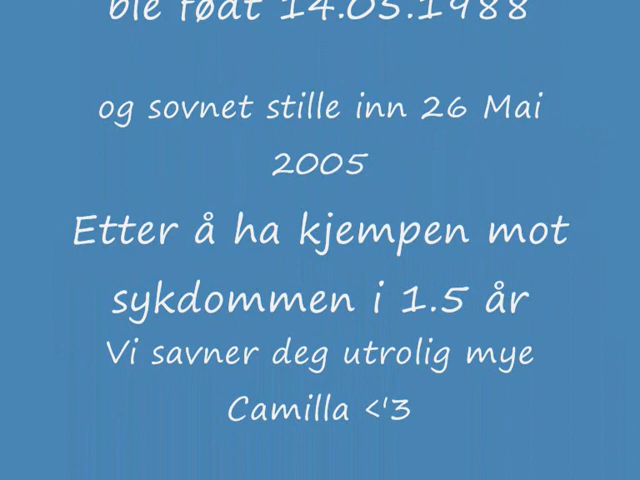 ble født 14.05.1988
og sovnet stille inn 26 Mai
2005
Etter å ha kjempen mot
sykdommen i 1.5 år
Vi savner deg utrolig mye
Camilla <'3